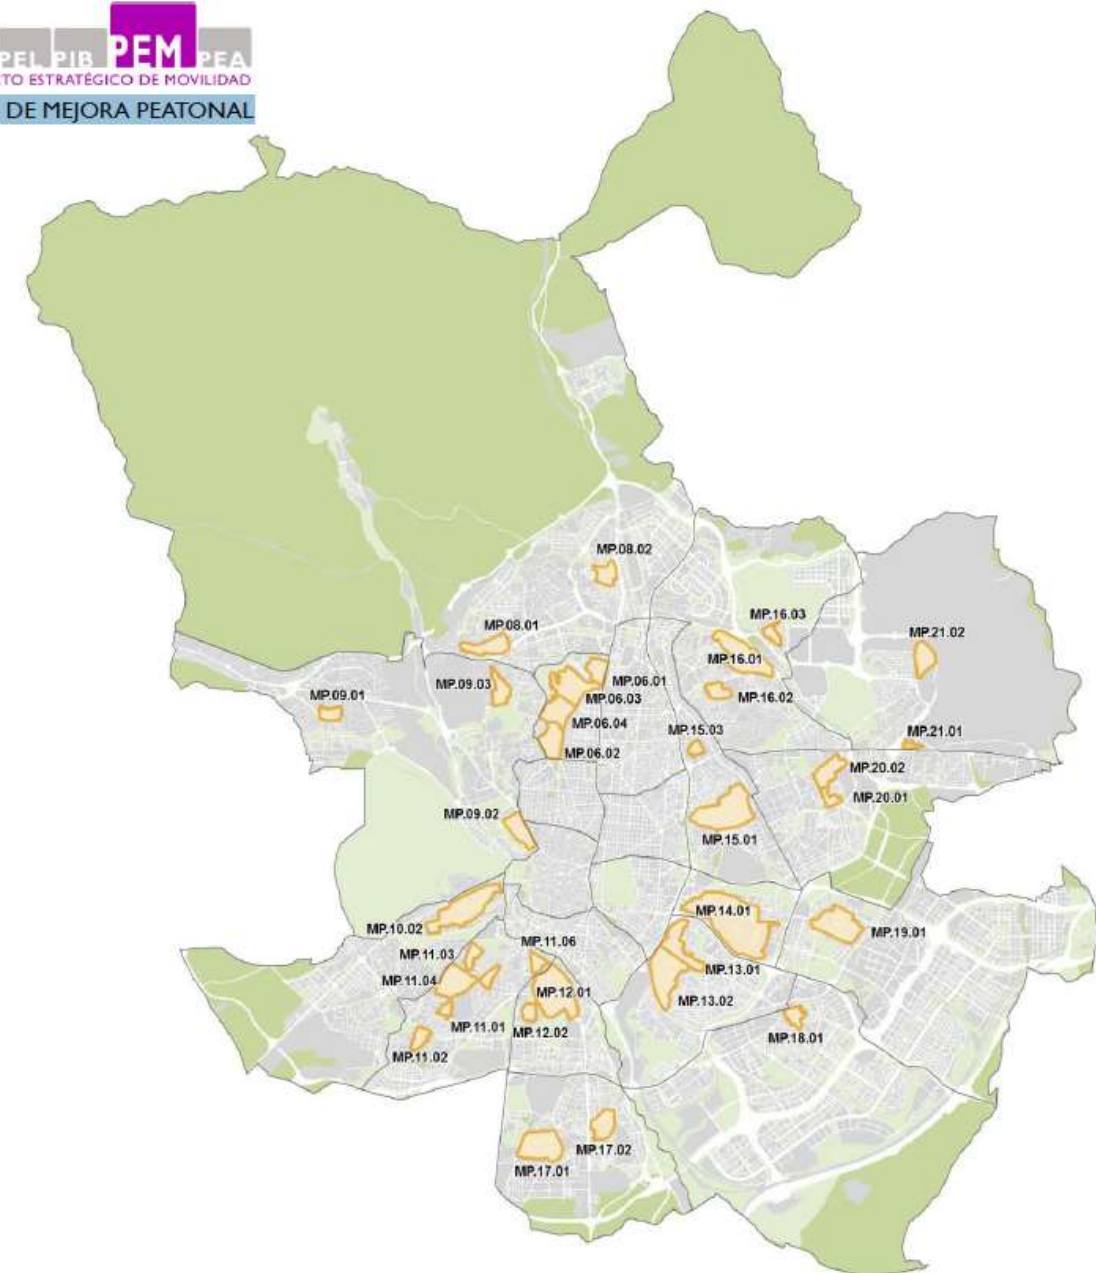 PEL PIB PEM PEA
TO ESTRATÉGICO DE MOVILIDAD
DE MEJORA PEATONAL
MP.08.02
MP.16.03
MP.08.01
MP.21.02
MP.16.01
MP.09.03
MP.06.01
MP.09.01
MP.06.03
MP.16.02
MP.06.04
MP.15.03
MP.21.01
MP.06.02
MP.20.02
MP.20.01
MP.09.02
MP.15.01
MP.14.01
MP.10.02
MP.19.01
MP.11.06
MP.11.03
MP.13.01
MP.11.04
MP.12.01
MP.13.02
MP.11.01
MP.12.02
MP.18.01
MP.11.02
MP.17.02
MP.17.01